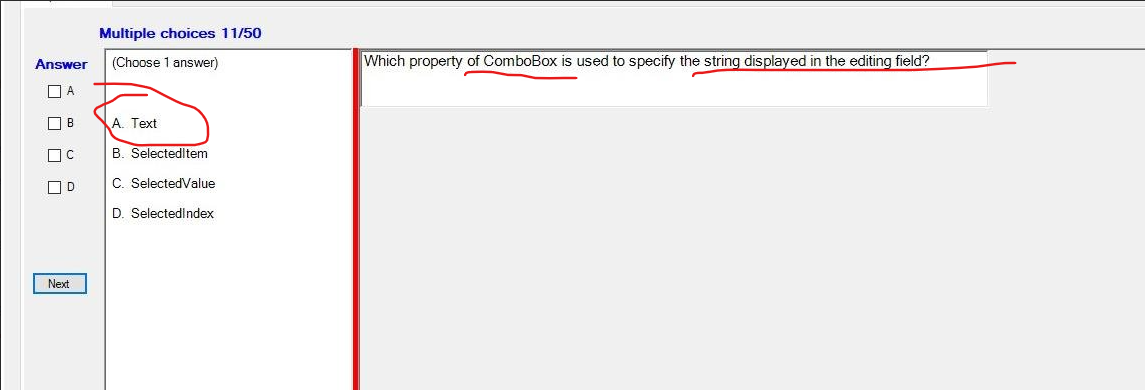 Multiple choices 11/50
Answer
(Choose 1 answer)
Which property of ComboBox is used to specify the string displayed in the editing field?
A
B
C
D
A. Text
B. SelectedItem
C. SelectedValue
D. SelectedIndex
Next